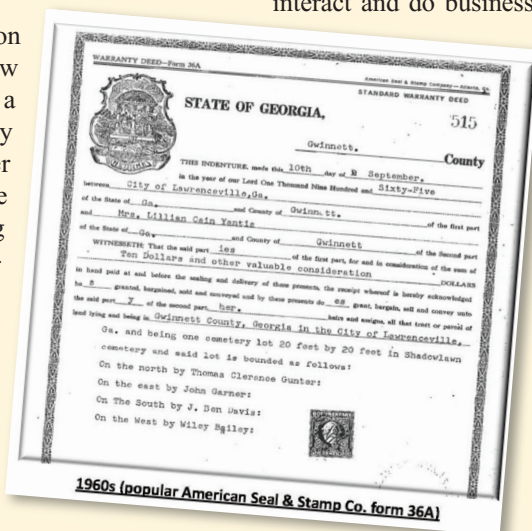 interact and do business
on
w
a
y
er
e
g
WARRANTY DEED—Form 36A
American Seal & Stamp Company—Atlanta, Ga.
STANDARD WARRANTY DEED
515
STATE OF GEORGIA,
Gwinnett. County
THIS INDENTURE, made this 10th day of September.
in the year of our Lord One Thousand Nine Hundred and Sixty-Five
between City of Lawrenceville,Ga.
of the State of Ga. and County of Gwinn.tt. of the first part
and Mrs. Lillian Cain Yantis
of the State of Ga. and County of Gwinnett of the Second part
WITNESSETH: That the said part ies of the first part, for and in consideration of the sum of
Ten Dollars and other valuable consideration DOLLARS
in hand paid at and before the sealing and delivery of these presents, the receipt whereof is hereby acknowledged
ha s granted, bargained, sold and conveyed and by these presents do es grant, bargain, sell and convey unto
the said part y of the second part, her. heirs and assigns, all that tract or parcel of
land lying and being in Gwinnett County, Georgia in the City of Lawrenceville,
Ga. and being one cemetery lot 20 feet by 20 feet in Shadowlawn
cemetery and said lot is bounded as follows:
On the north by Thomas Clerance Gunter:
On the east by John Garner:
On The South by J. Ben Davis:
On the West by Wiley Bailey:
1960s (popular American Seal & Stamp Co. form 36A)